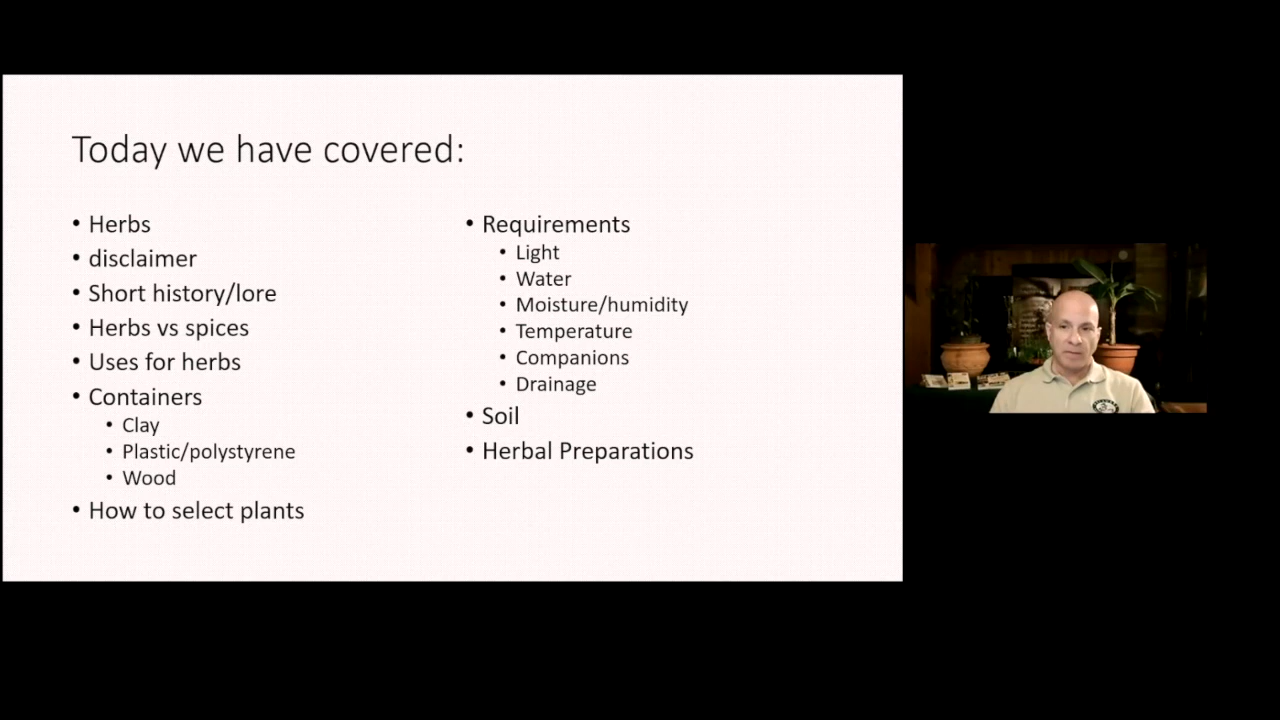 Today we have covered:
• Herbs
• disclaimer
• Short history/lore
• Herbs vs spices
• Uses for herbs
• Containers
• Clay
• Plastic/polystyrene
• Wood
• How to select plants
• Requirements
• Light
• Water
• Moisture/humidity
• Temperature
• Companions
• Drainage
• Soil
• Herbal Preparations